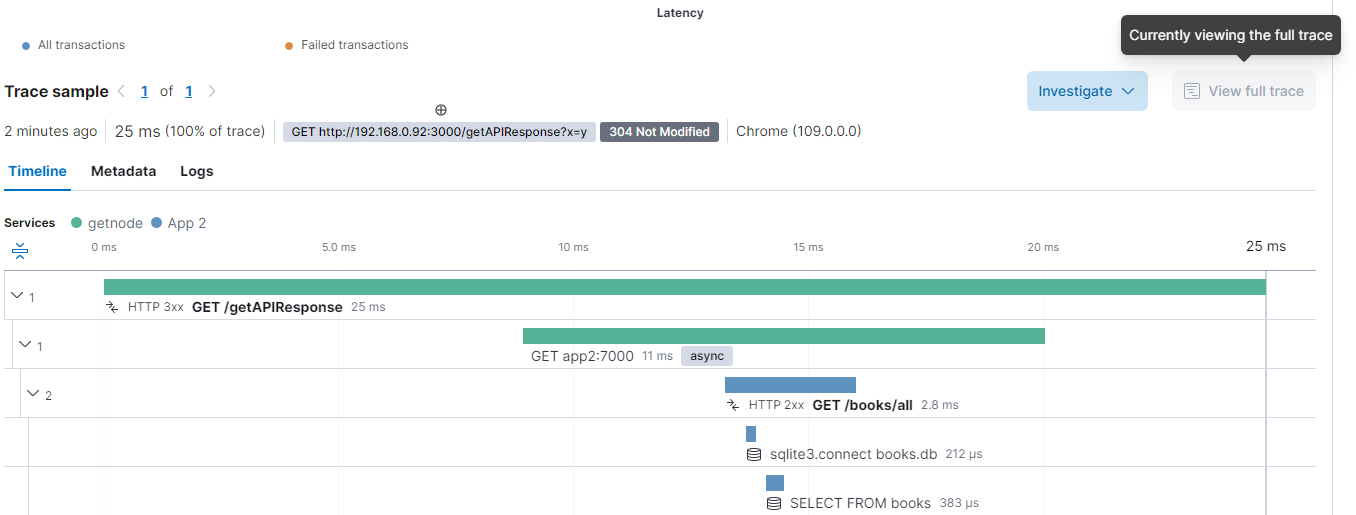 Latency
All transactions
Failed transactions
Currently viewing the full trace
Trace sample 1 of 1
Investigate
View full trace
2 minutes ago 25 ms (100% of trace) GET http://192.168.0.92:3000/getAPIResponse?x=y 304 Not Modified Chrome (109.0.0.0)
Timeline Metadata Logs
Services getnode App 2
0 ms 5.0 ms 10 ms 15 ms 20 ms 25 ms
1
HTTP 3xx GET /getAPIResponse 25 ms
1
GET app2:7000 11 ms async
2
HTTP 2xx GET /books/all 2.8 ms
sqlite3.connect books.db 212 μs
SELECT FROM books 383 μs